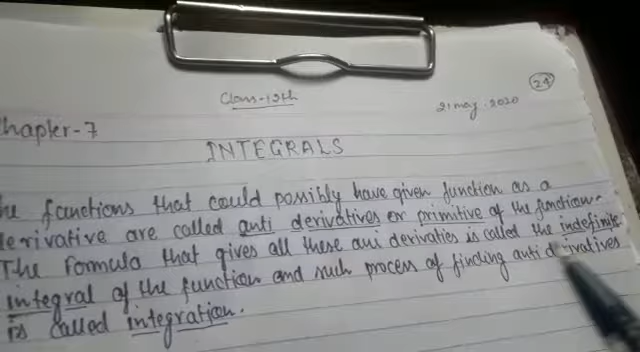 Class-12th
21 may. 2020
24
hapter-7
INTEGRALS
he functions that could possibly have given function as a
derivative are called anti derivatives or primitive of the function.
The formula that gives all these anti derivaties is called the indefinite
integral of the function and such process of finding anti derivatives
is called integration.